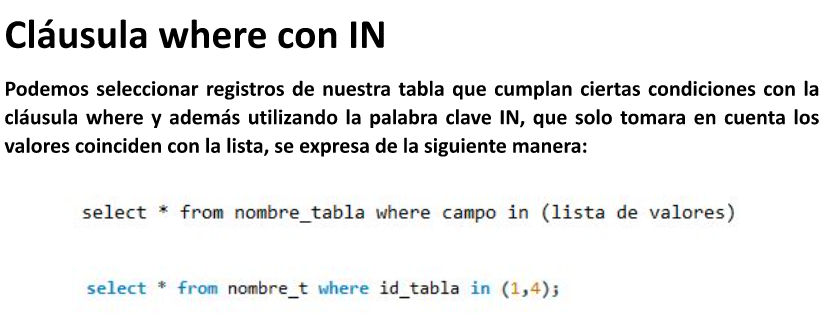 Cláusula where con IN
Podemos seleccionar registros de nuestra tabla que cumplan ciertas condiciones con la
cláusula where y además utilizando la palabra clave IN, que solo tomara en cuenta los
valores coinciden con la lista, se expresa de la siguiente manera:
select * from nombre_tabla where campo in (lista de valores)
select * from nombre_t where id_tabla in (1,4);